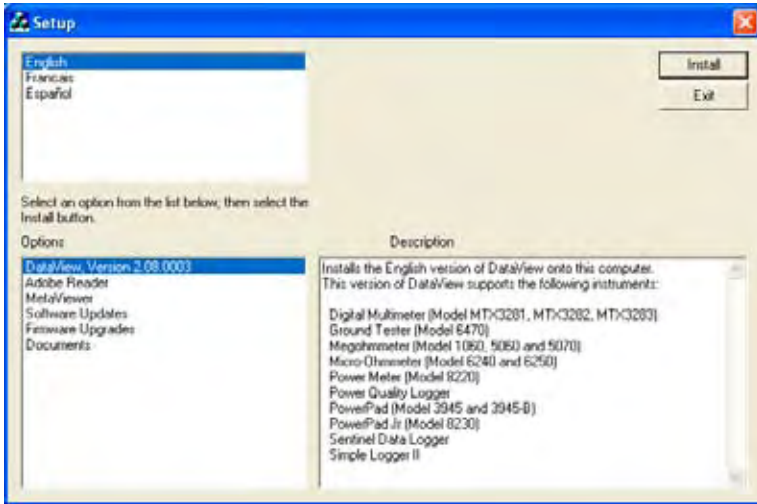 Setup
English
Francais
Español
Install
Exit
Select an option from the list below, then select the
Install button.
Options
DataView, Version 2.08.0003
Adobe Reader
MetaViewer
Software Updates
Firmware Upgrades
Documents
Description
Installs the English version of DataView onto this computer.
This version of DataView supports the following instruments:
Digital Multimeter (Model MTX3281, MTX3282, MTX3283)
Ground Tester (Model 6470)
Megohmmeter (Model 1060, 5060 and 5070)
Micro-Ohmmeter (Model 6240 and 6250)
Power Meter (Model 8220)
Power Quality Logger
PowerPad (Model 3945 and 3945-B)
PowerPad Jr (Model 8230)
Sentinel Data Logger
Simple Logger II